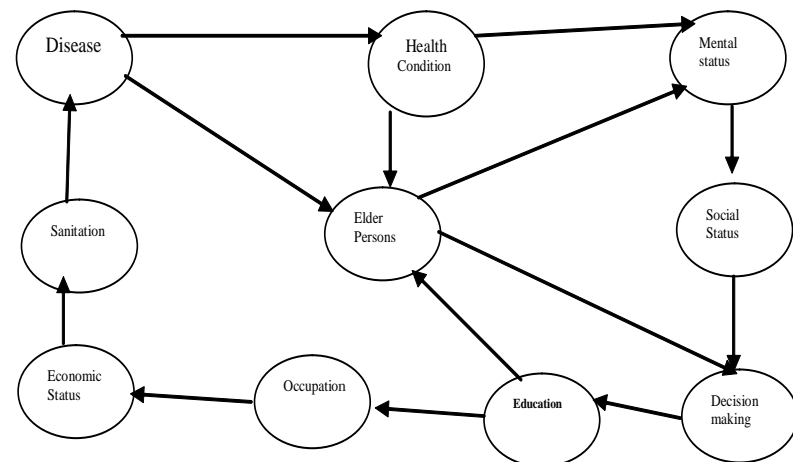 Disease
Health
Condition
Mental
status
Sanitation
Elder
Persons
Social
Status
Economic
Status
Occupation
Education
Decision
making